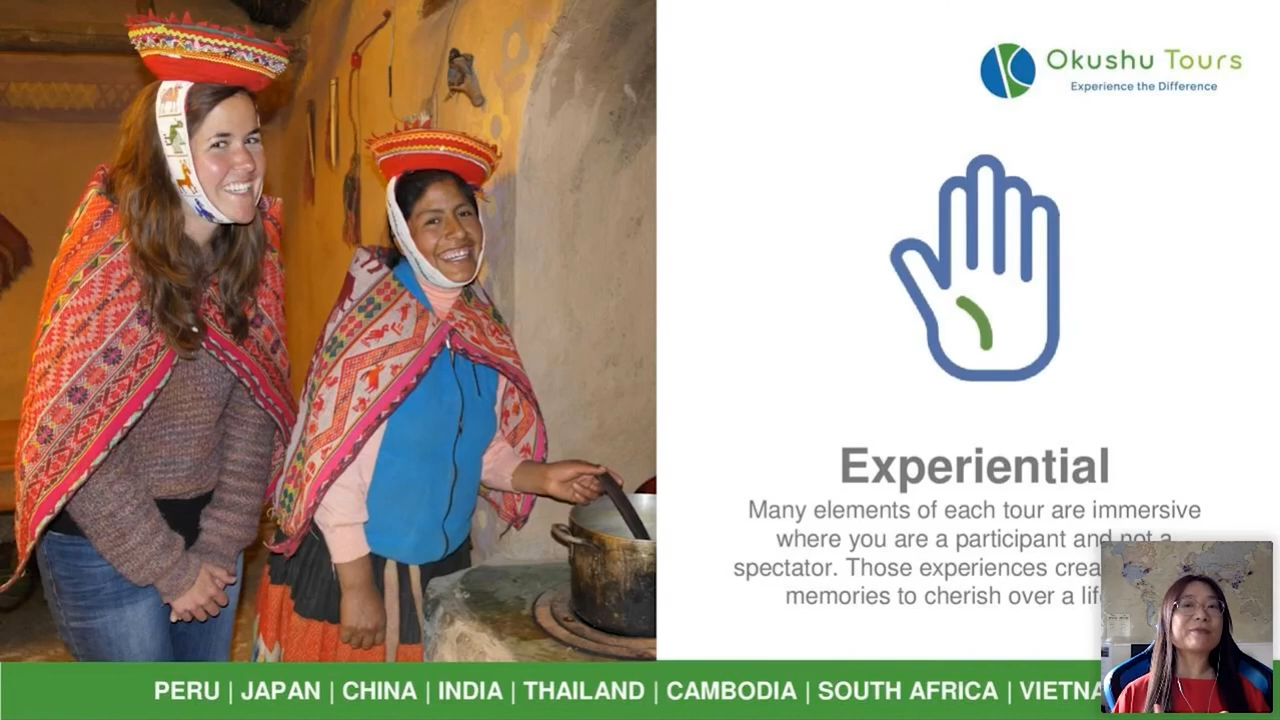 Okushu Tours
Experience the Difference
Experiential
Many elements of each tour are immersive
where you are a participant and not a
spectator. Those experiences
memories to cherish over a
PERU | JAPAN | CHINA | INDIA | THAILAND | CAMBODIA | SOUTH AFRICA |